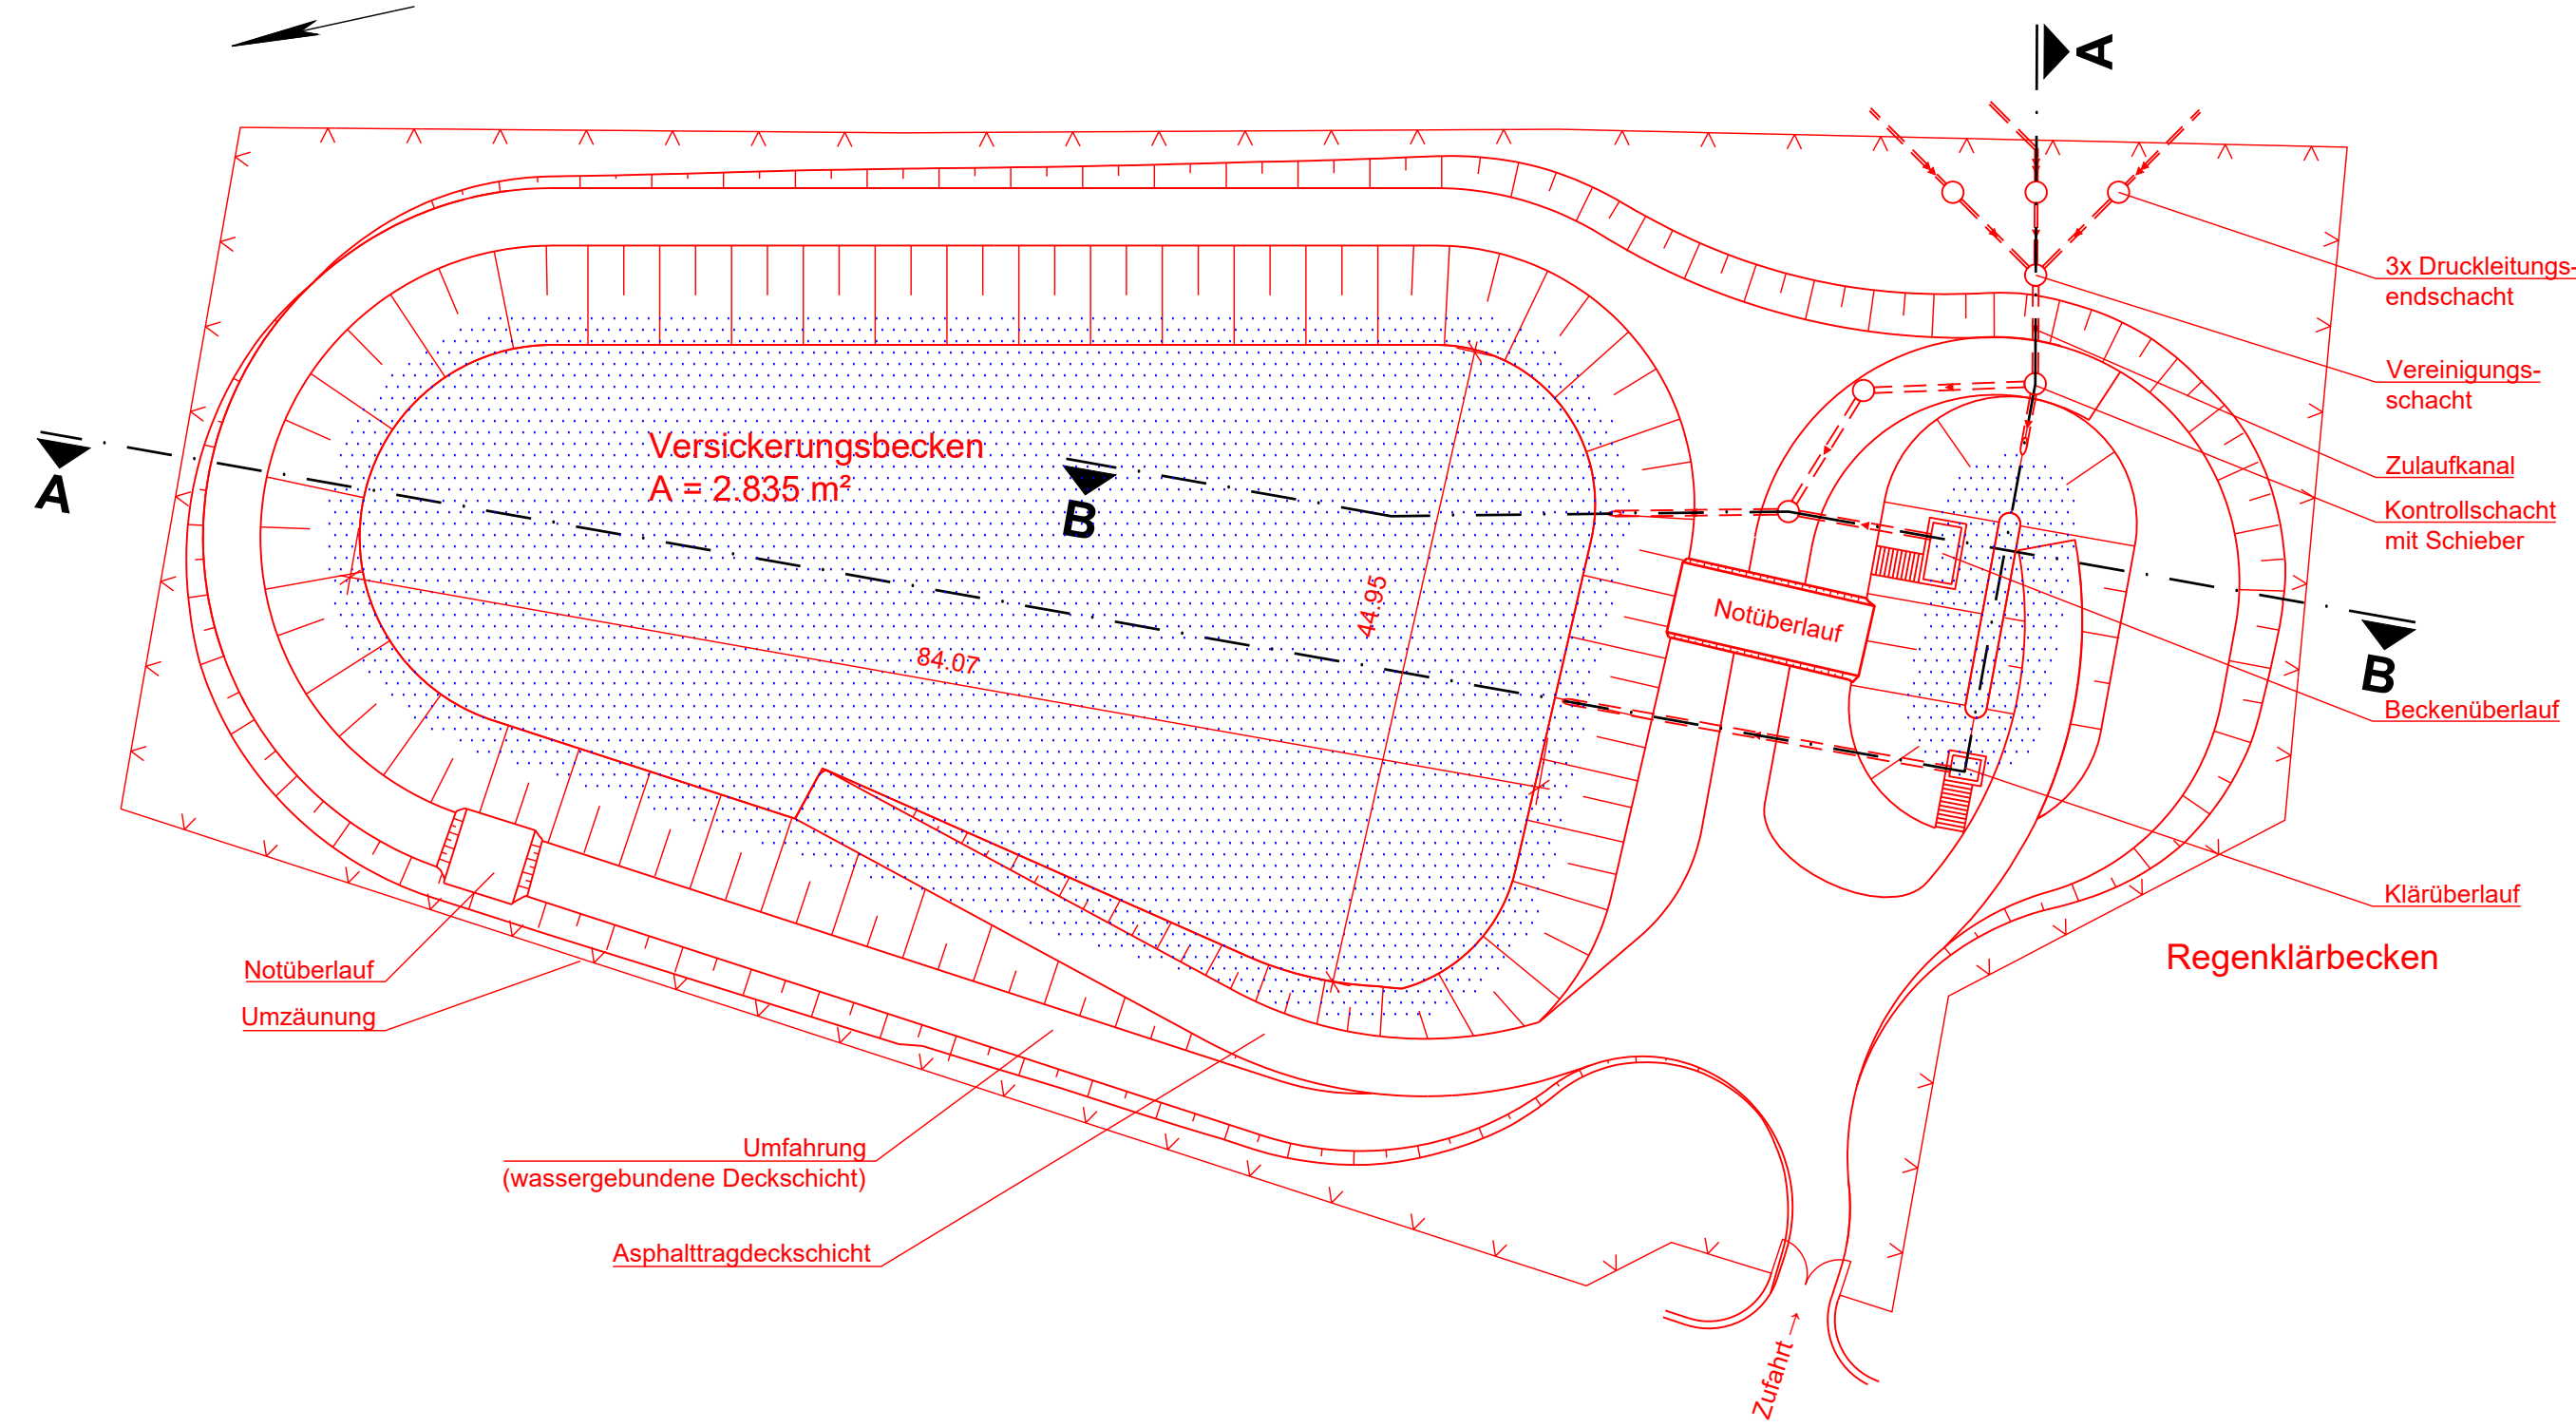 A
3x Druckleitungs-
endschacht
Vereinigungs-
schacht
Zulaufkanal
Kontrollschacht
mit Schieber
Versickerungsbecken
A = 2.835 m²
A
B
44.95
Notüberlauf
84.07
B
Beckenüberlauf
Klärüberlauf
Regenklärbecken
Notüberlauf
Umzäunung
Umfahrung
(wassergebundene Deckschicht)
Asphalttragdeckschicht
Zufahrt →